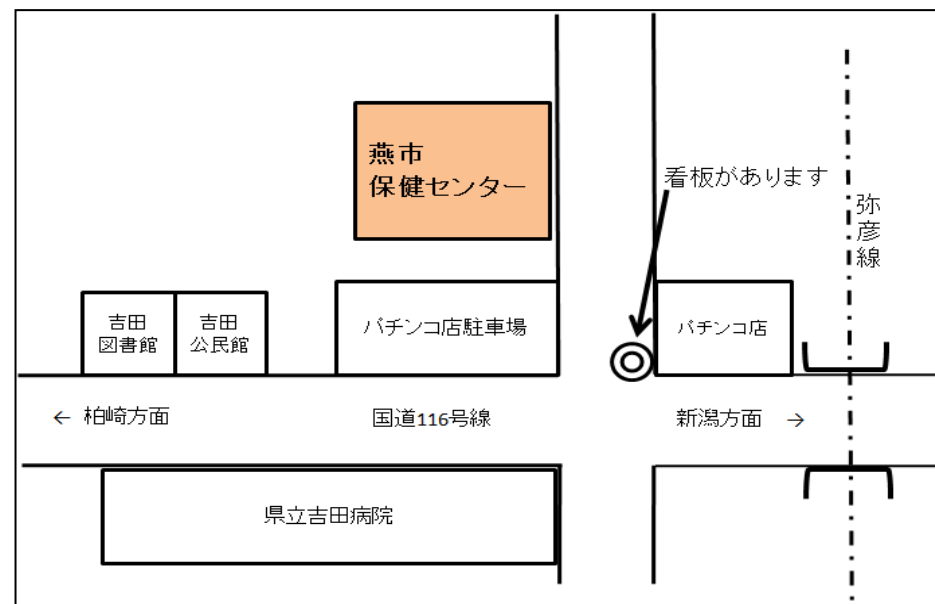 燕市
保健センター
看板があります
弥彦線
吉田
図書館
吉田
公民館
パチンコ店駐車場
パチンコ店
← 柏崎方面
国道116号線
新潟方面 →
県立吉田病院